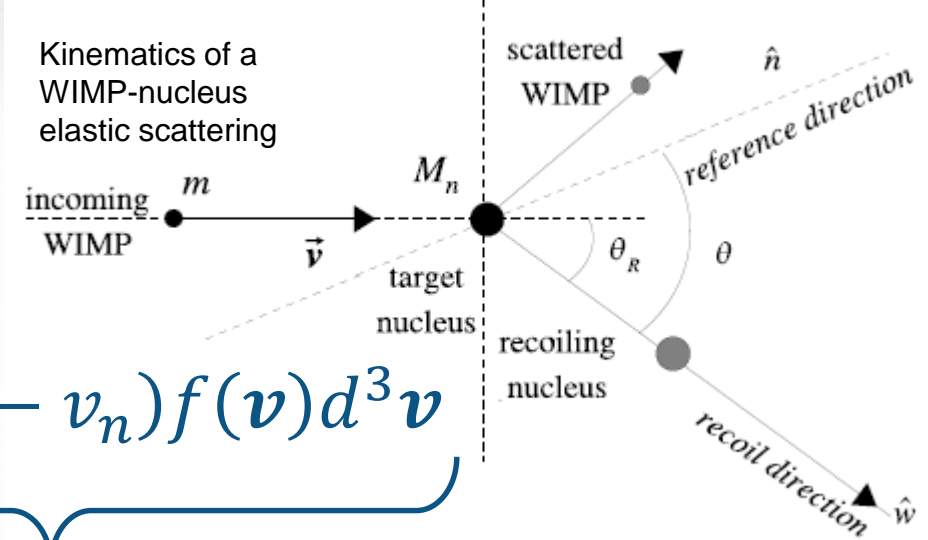 Kinematics of a
WIMP-nucleus
elastic scattering
scattered
WIMP
n̂
reference direction
incoming
WIMP
m
v⃗
M_n
target
nucleus
θ_R
θ
recoiling
nucleus
− v_n)f(v)d³v
recoil direction
ŵ